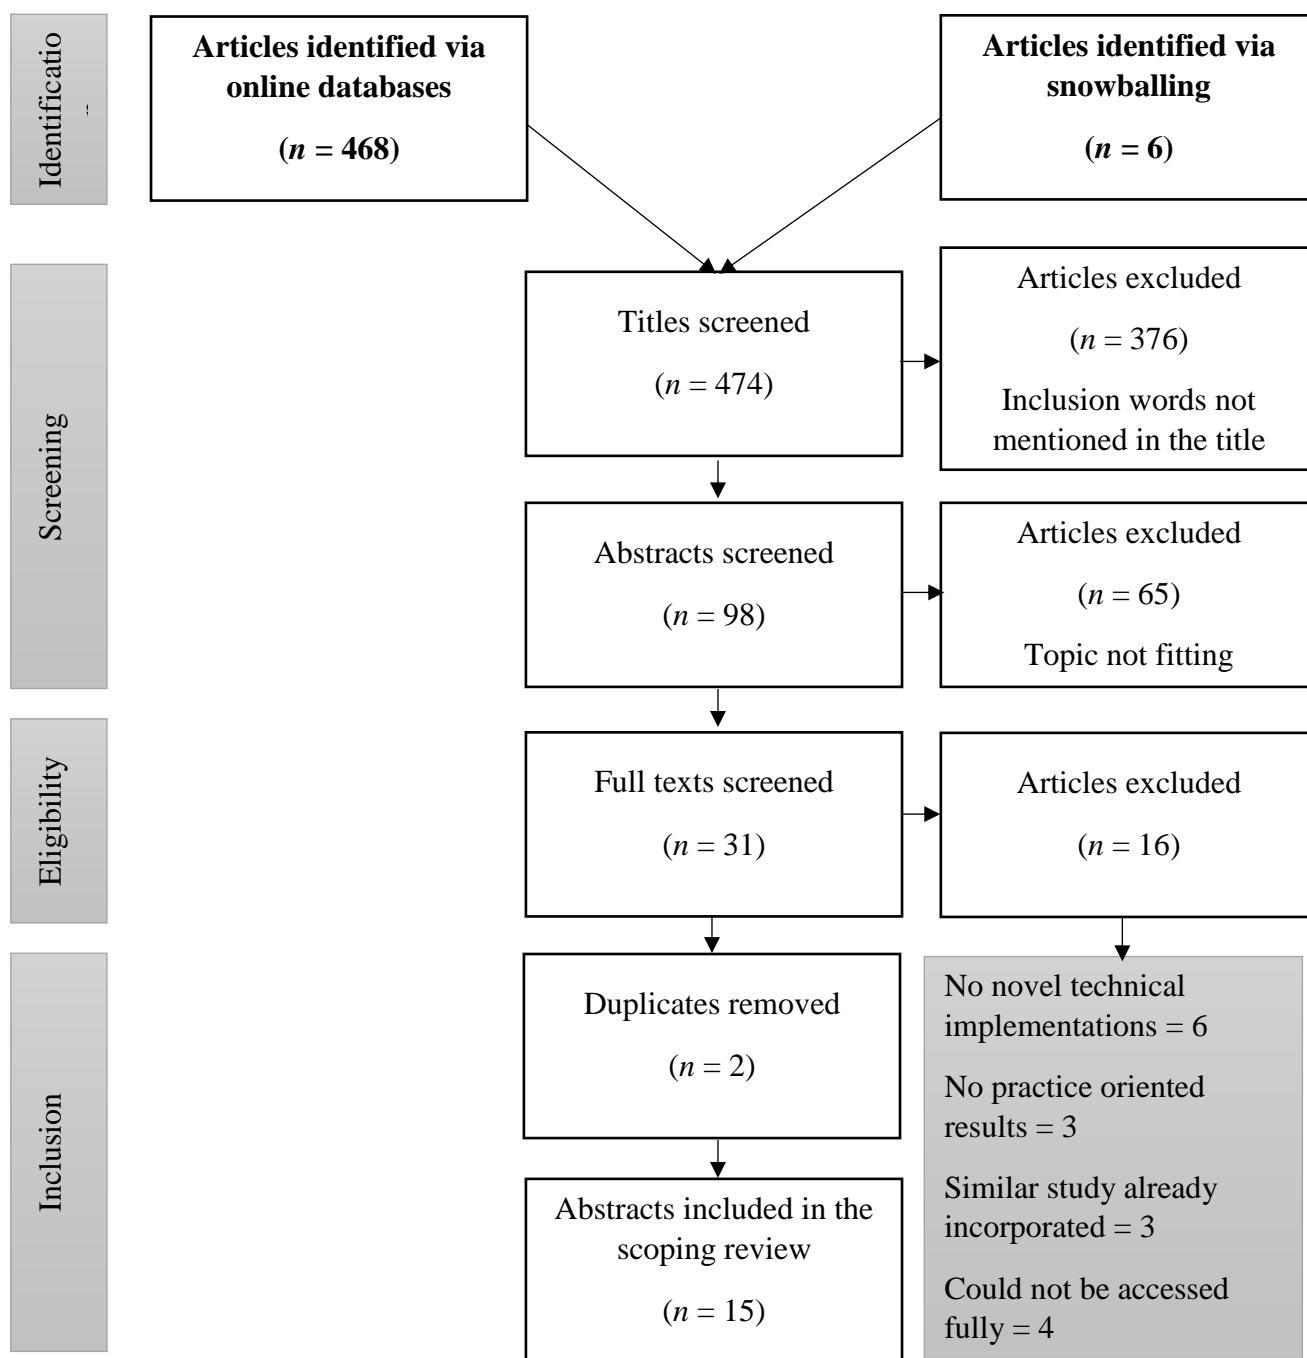 Identificatio
Articles identified via
online databases
(n = 468)
Articles identified via
snowballing
(n = 6)
Screening
Titles screened
(n = 474)
Articles excluded
(n = 376)
Inclusion words not
mentioned in the title
Abstracts screened
(n = 98)
Articles excluded
(n = 65)
Topic not fitting
Eligibility
Full texts screened
(n = 31)
Articles excluded
(n = 16)
Inclusion
Duplicates removed
(n = 2)
No novel technical
implementations = 6
No practice oriented
results = 3
Similar study already
incorporated = 3
Could not be accessed
fully = 4
Abstracts included in the
scoping review
(n = 15)